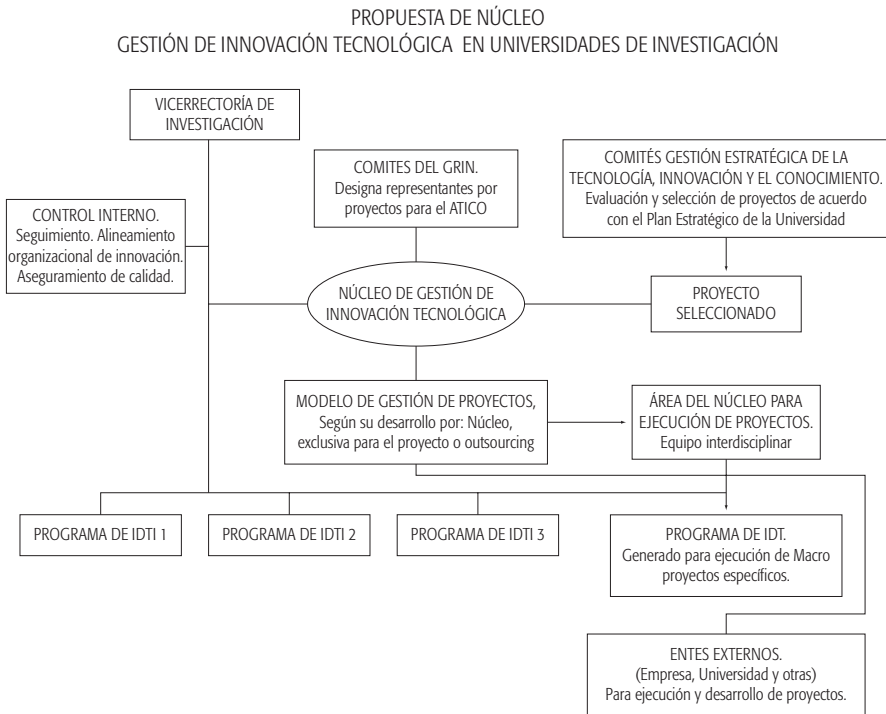 PROPUESTA DE NÚCLEO
GESTIÓN DE INNOVACIÓN TECNOLÓGICA EN UNIVERSIDADES DE INVESTIGACIÓN
VICERRECTORÍA DE
INVESTIGACIÓN
COMITES DEL GRIN.
Designa representantes por
proyectos para el ATICO
COMITÉS GESTIÓN ESTRATÉGICA DE LA
TECNOLOGÍA, INNOVACIÓN Y EL CONOCIMIENTO.
Evaluación y selección de proyectos de acuerdo
con el Plan Estratégico de la Universidad
CONTROL INTERNO.
Seguimiento. Alineamiento
organizacional de innovación.
Aseguramiento de calidad.
NÚCLEO DE GESTIÓN DE
INNOVACIÓN TECNOLÓGICA
PROYECTO
SELECCIONADO
MODELO DE GESTIÓN DE PROYECTOS,
Según su desarrollo por: Núcleo,
exclusiva para el proyecto o outsourcing
ÁREA DEL NÚCLEO PARA
EJECUCIÓN DE PROYECTOS.
Equipo interdisciplinar
PROGRAMA DE IDTI 1
PROGRAMA DE IDTI 2
PROGRAMA DE IDTI 3
PROGRAMA DE IDT.
Generado para ejecución de Macro
proyectos específicos.
ENTES EXTERNOS.
(Empresa, Universidad y otras)
Para ejecución y desarrollo de proyectos.